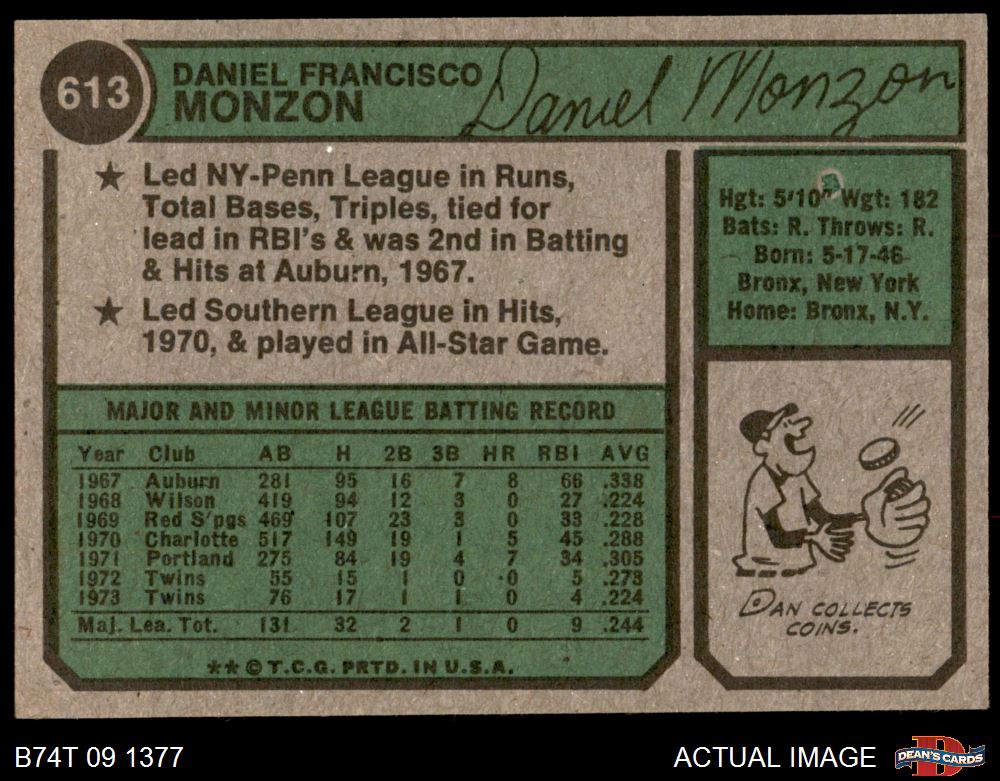 613
DANIEL FRANCISCO
MONZON
Daniel Monzon
★ Led NY-Penn League in Runs,
Total Bases, Triples, tied for
lead in RBI's & was 2nd in Batting
& Hits at Auburn, 1967.
★ Led Southern League in Hits,
1970, & played in All-Star Game.
Hgt: 5'10" Wgt: 182
Bats: R. Throws: R.
Born: 5-17-46
Bronx, New York
Home: Bronx, N.Y.
MAJOR AND MINOR LEAGUE BATTING RECORD
Year Club AB H 2B 3B HR RBI AVG
1967 Auburn 281 95 16 7 8 66 .338
1968 Wilson 419 94 12 3 0 27 .224
1969 Red S'pgs 469 107 23 3 0 33 .228
1970 Charlotte 517 149 19 1 5 45 .288
1971 Portland 275 84 19 4 7 34 .305
1972 Twins 55 15 1 0 0 5 .273
1973 Twins 76 17 1 1 0 4 .224
Maj. Lea. Tot. 131 32 2 1 0 9 .244
** © T.C.G. PRTD. IN U.S.A.
DAN COLLECTS
COINS.
B74T 09 1377
ACTUAL IMAGE
DEAN'S CARDS